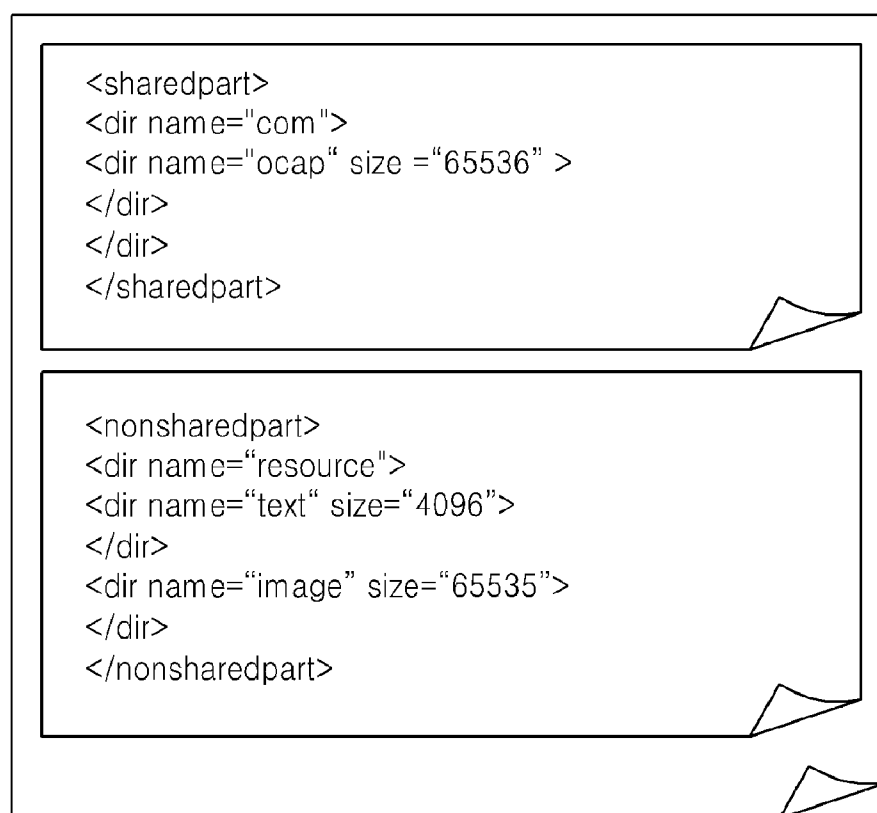 <sharedpart>
<dir name="com">
<dir name="ocap“ size =“65536” >
</dir>
</dir>
</sharedpart>
<nonsharedpart>
<dir name=“resource">
<dir name=“text“ size=“4096”>
</dir>
<dir name=“image” size=“65535”>
</dir>
</nonsharedpart>